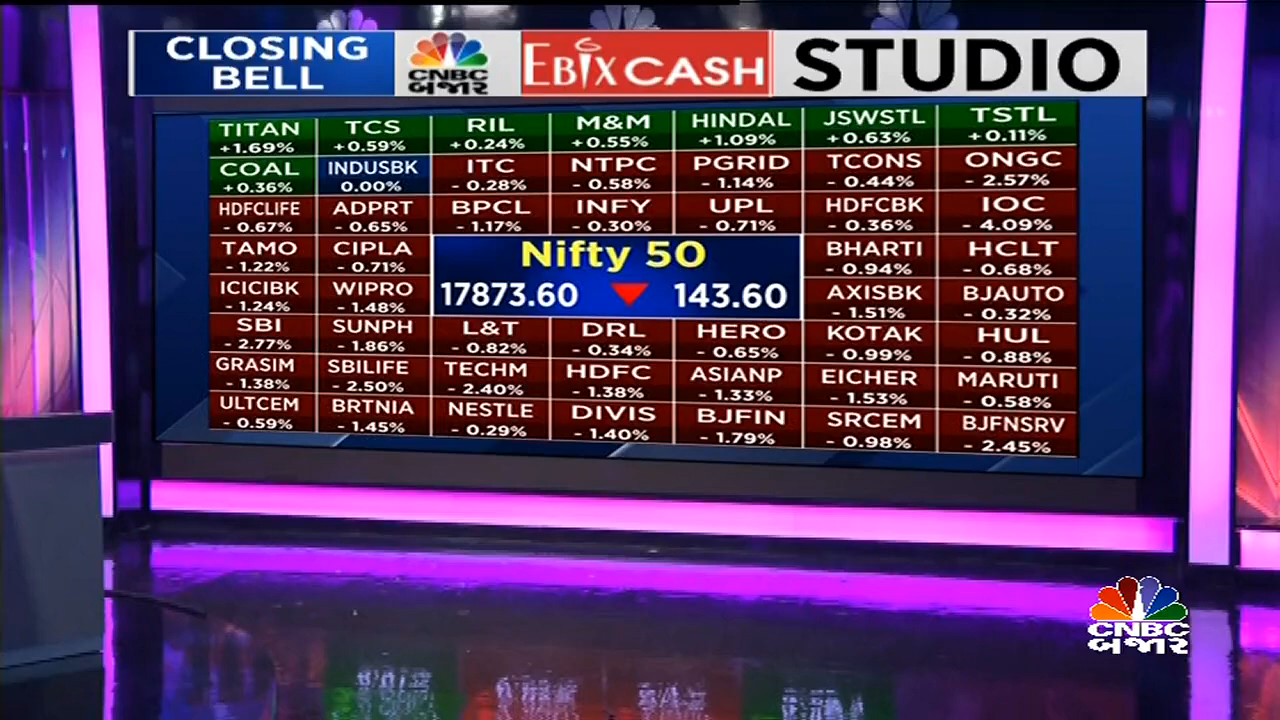 CLOSING
BELL
CNBC
બજાર
EBIXCASH
STUDIO
TITAN TCS RIL M&M HINDAL JSWSTL TSTL
+1.69% +0.59% +0.24% +0.55% +1.09% +0.63% +0.11%
COAL INDUSBK ITC NTPC PGRID TCONS ONGC
+0.36% 0.00% - 0.28% - 0.58% - 1.14% - 0.44% - 2.57%
HDFCLIFE ADPRT BPCL INFY UPL HDFCBK IOC
- 0.67% - 0.65% - 1.17% - 0.30% - 0.71% - 0.36% - 4.09%
TAMO CIPLA Nifty 50 BHARTI HCLT
- 1.22% - 0.71% - 0.94% - 0.68%
ICICIBK WIPRO 17873.60 ▼ 143.60 AXISBK BJAUTO
- 1.24% - 1.48% - 1.51% - 0.32%
SBI SUNPH L&T DRL HERO KOTAK HUL
- 2.77% - 1.86% - 0.82% - 0.34% - 0.65% - 0.99% - 0.88%
GRASIM SBILIFE TECHM HDFC ASIANP EICHER MARUTI
- 1.38% - 2.50% - 2.40% - 1.38% - 1.33% - 1.53% - 0.58%
ULTCEM BRTNIA NESTLE DIVIS BJFIN SRCEM BJFNSRV
- 0.59% - 1.45% - 0.29% - 1.40% - 1.79% - 0.98% - 2.45%
CNBC
બજાર